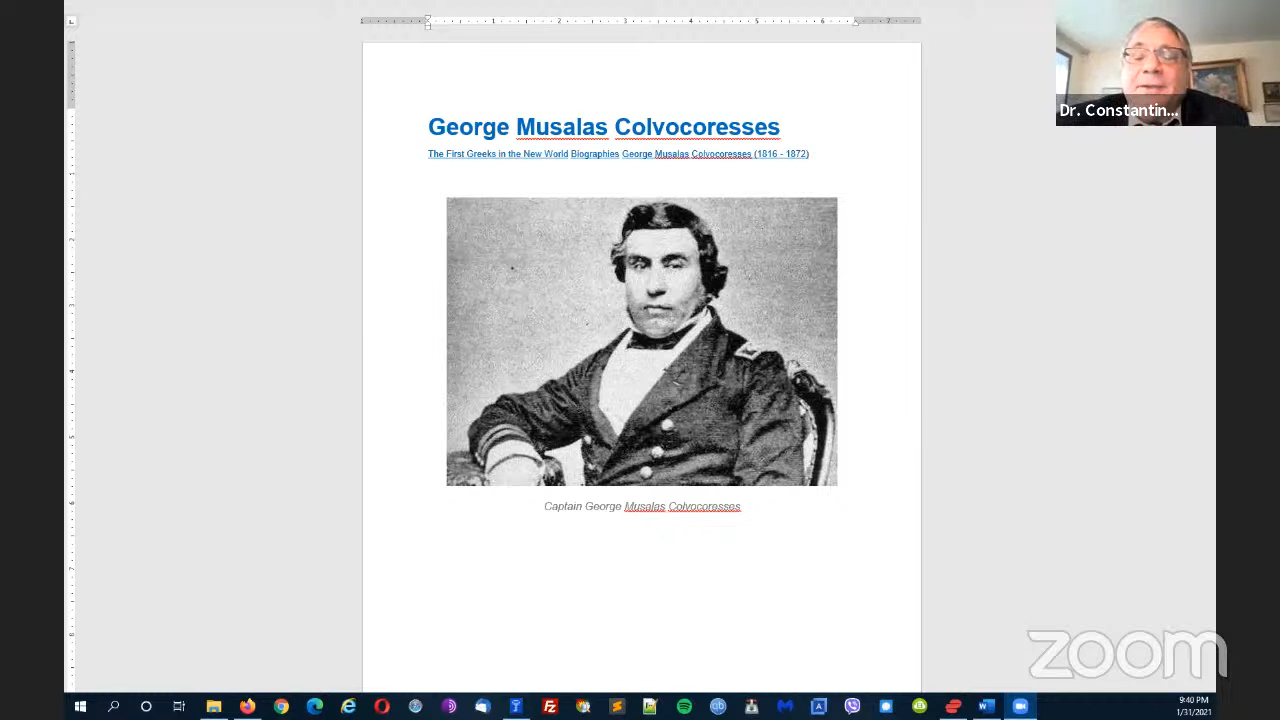 George Musalas Colvocoresses
The First Greeks in the New World Biographies George Musalas Colvocoresses (1816 - 1872)
Captain George Musalas Colvocoresses
Dr. Constantin...
zoom
9:40 PM
1/31/2021